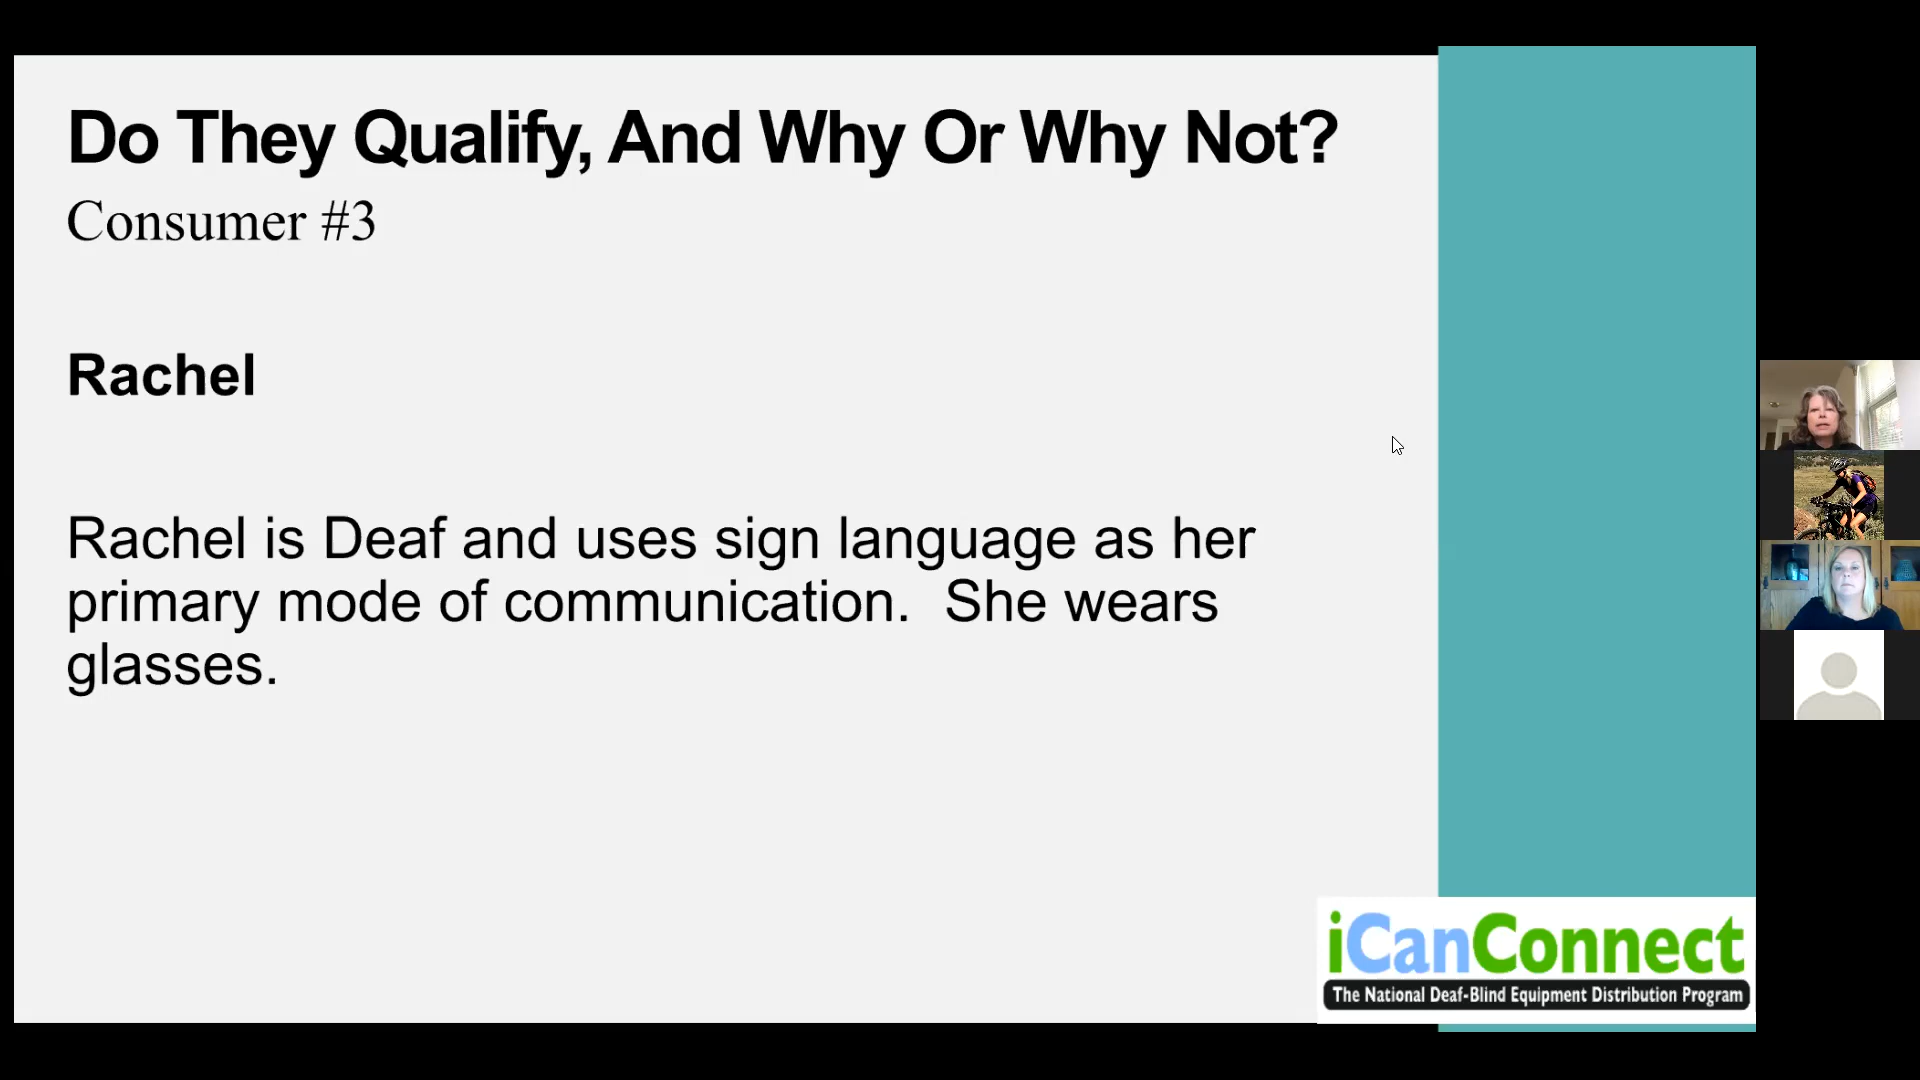 Do They Qualify, And Why Or Why Not?
Consumer #3
Rachel
Rachel is Deaf and uses sign language as her
primary mode of communication.  She wears
glasses.
iCanConnect
The National Deaf-Blind Equipment Distribution Program